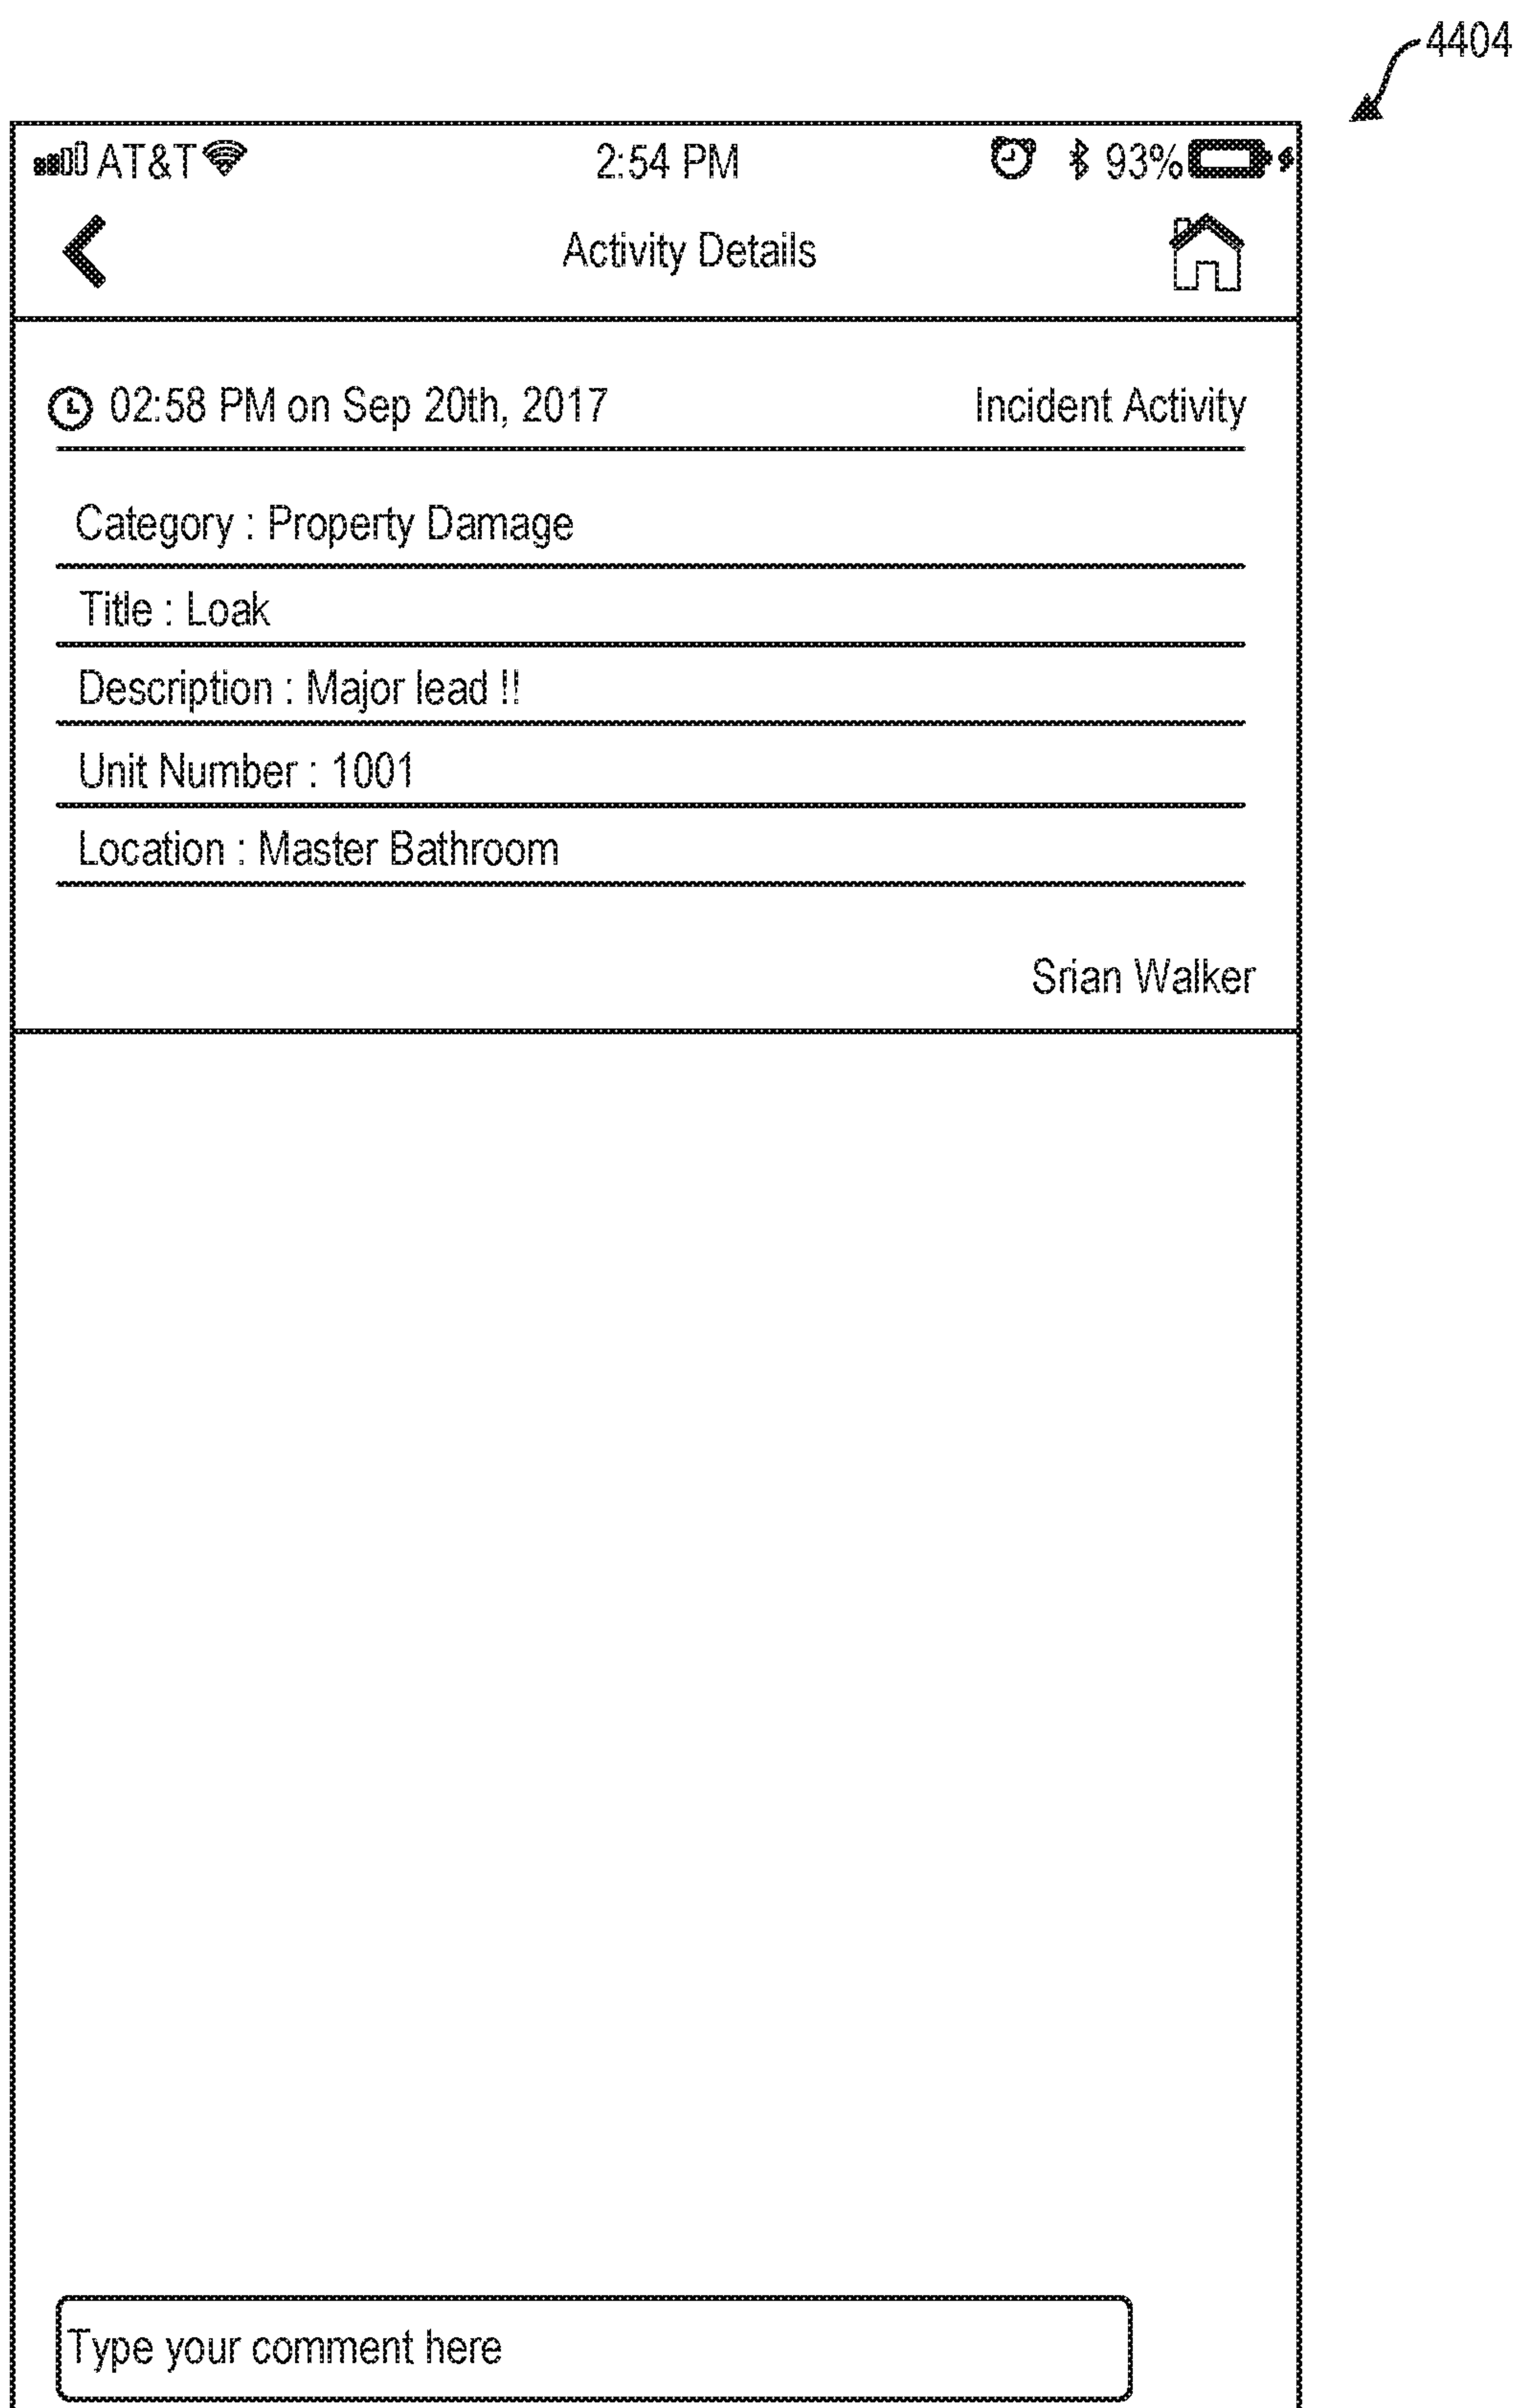 4404
AT&T 2:54 PM 93%
Activity Details
02:58 PM on Sep 20th, 2017 Incident Activity
Category : Property Damage
Title : Loak
Description : Major lead !!
Unit Number : 1001
Location : Master Bathroom
Srian Walker
Type your comment here